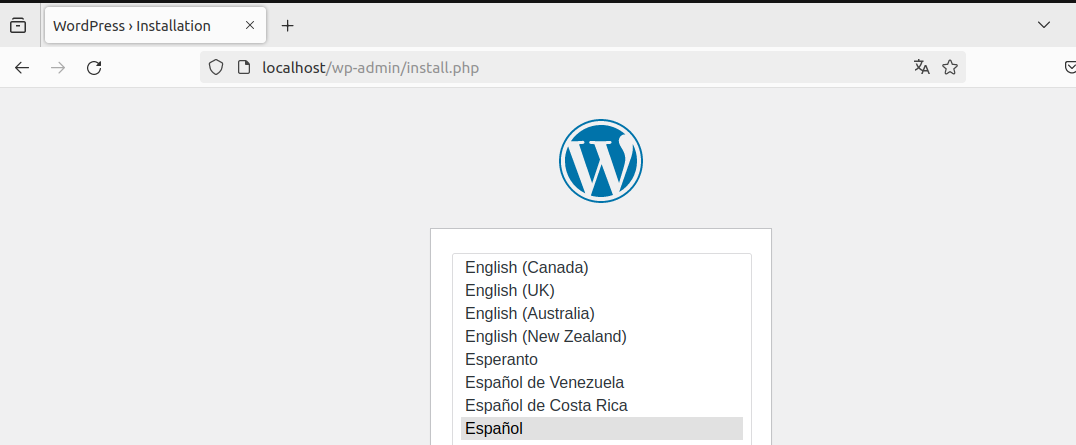 WordPress › Installation
localhost/wp-admin/install.php
English (Canada)
English (UK)
English (Australia)
English (New Zealand)
Esperanto
Español de Venezuela
Español de Costa Rica
Español